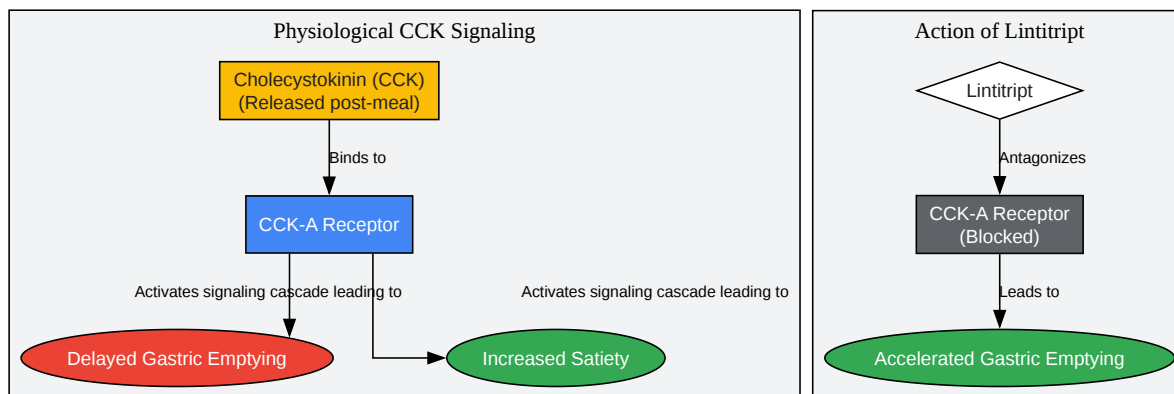 Physiological CCK Signaling
Cholecystokinin (CCK)
(Released post-meal)
Binds to
CCK-A Receptor
Activates signaling cascade leading to
Activates signaling cascade leading to
Delayed Gastric Emptying
Increased Satiety
Action of Lintitript
Lintitript
Antagonizes
CCK-A Receptor
(Blocked)
Leads to
Accelerated Gastric Emptying